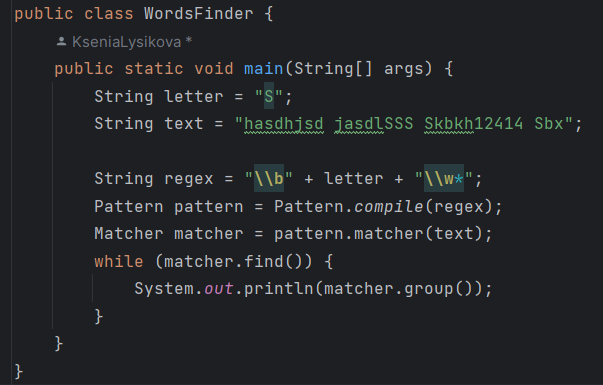 public class WordsFinder {
KseniaLysikova *
public static void main(String[] args) {
String letter = "S";
String text = "hasdhjsd jasdlSSS Skbkh12414 Sbx";
String regex = "\\b" + letter + "\\w*";
Pattern pattern = Pattern.compile(regex);
Matcher matcher = pattern.matcher(text);
while (matcher.find()) {
System.out.println(matcher.group());
}
}
}